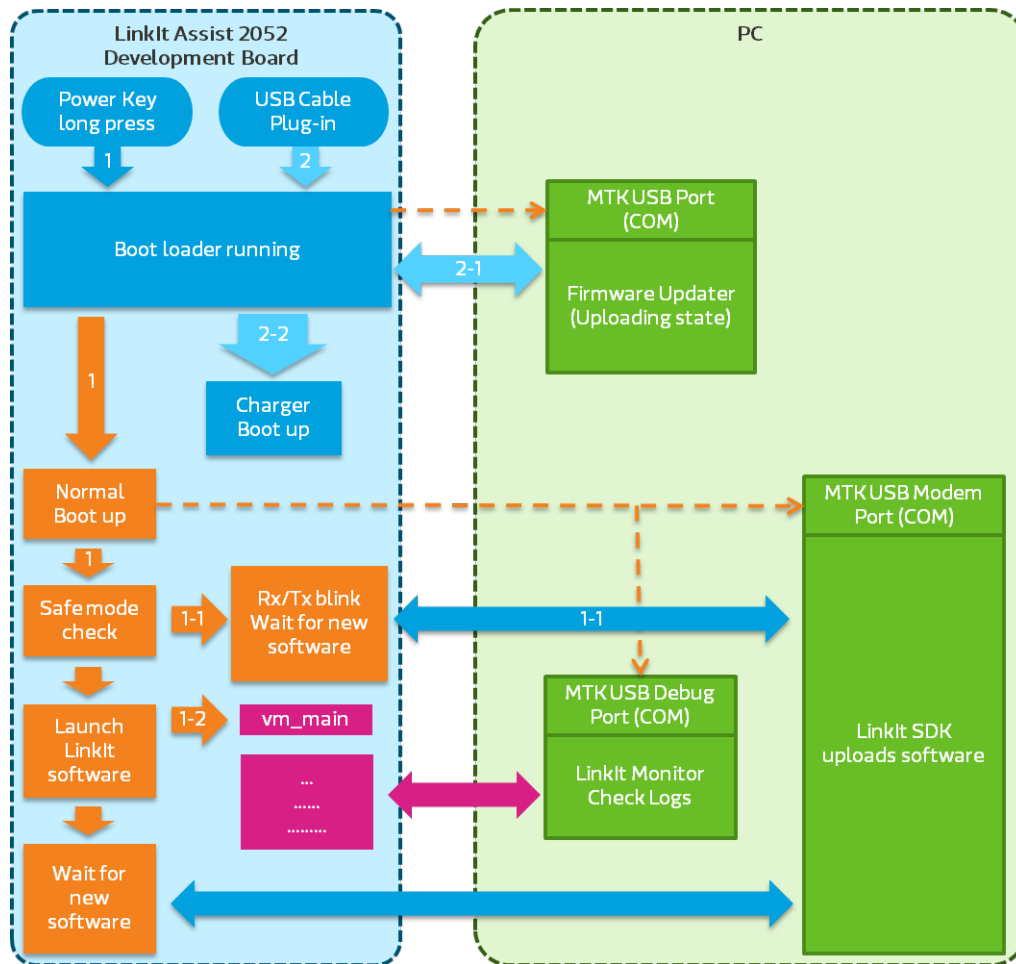 LinkIt Assist 2052
Development Board
PC
Power Key
long press
USB Cable
Plug-in
1
2
Boot loader running
MTK USB Port
(COM)
2-1
Firmware Updater
(Uploading state)
2-2
1
Charger
Boot up
Normal
Boot up
MTK USB Modem
Port (COM)
1
Safe mode
check
1-1
Rx/Tx blink
Wait for new
software
1-1
MTK USB Debug
Port (COM)
1-2
vm_main
Launch
LinkIt
software
LinkIt SDK
uploads software
...
......
.........
LinkIt Monitor
Check Logs
Wait for
new
software